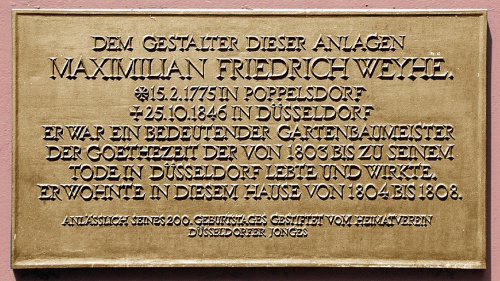 DEM GESTALTER DIESER ANLAGEN
MAXIMILIAN FRIEDRICH WEYHE.
✻15.2.1775 IN POPPELSDORF
✝25.10.1846 IN DÜSSELDORF
ER WAR EIN BEDEUTENDER GARTENBAUMEISTER
DER GOETHEZEIT DER VON 1803 BIS ZU SEINEM
TODE IN DÜSSELDORF LEBTE UND WIRKTE.
ER WOHNTE IN DIESEM HAUSE VON 1804 BIS 1808.
ANLÄSSLICH SEINES 200. GEBURTSTAGES GESTIFTET VOM HEIMATVEREIN
DÜSSELDORFER JONGES